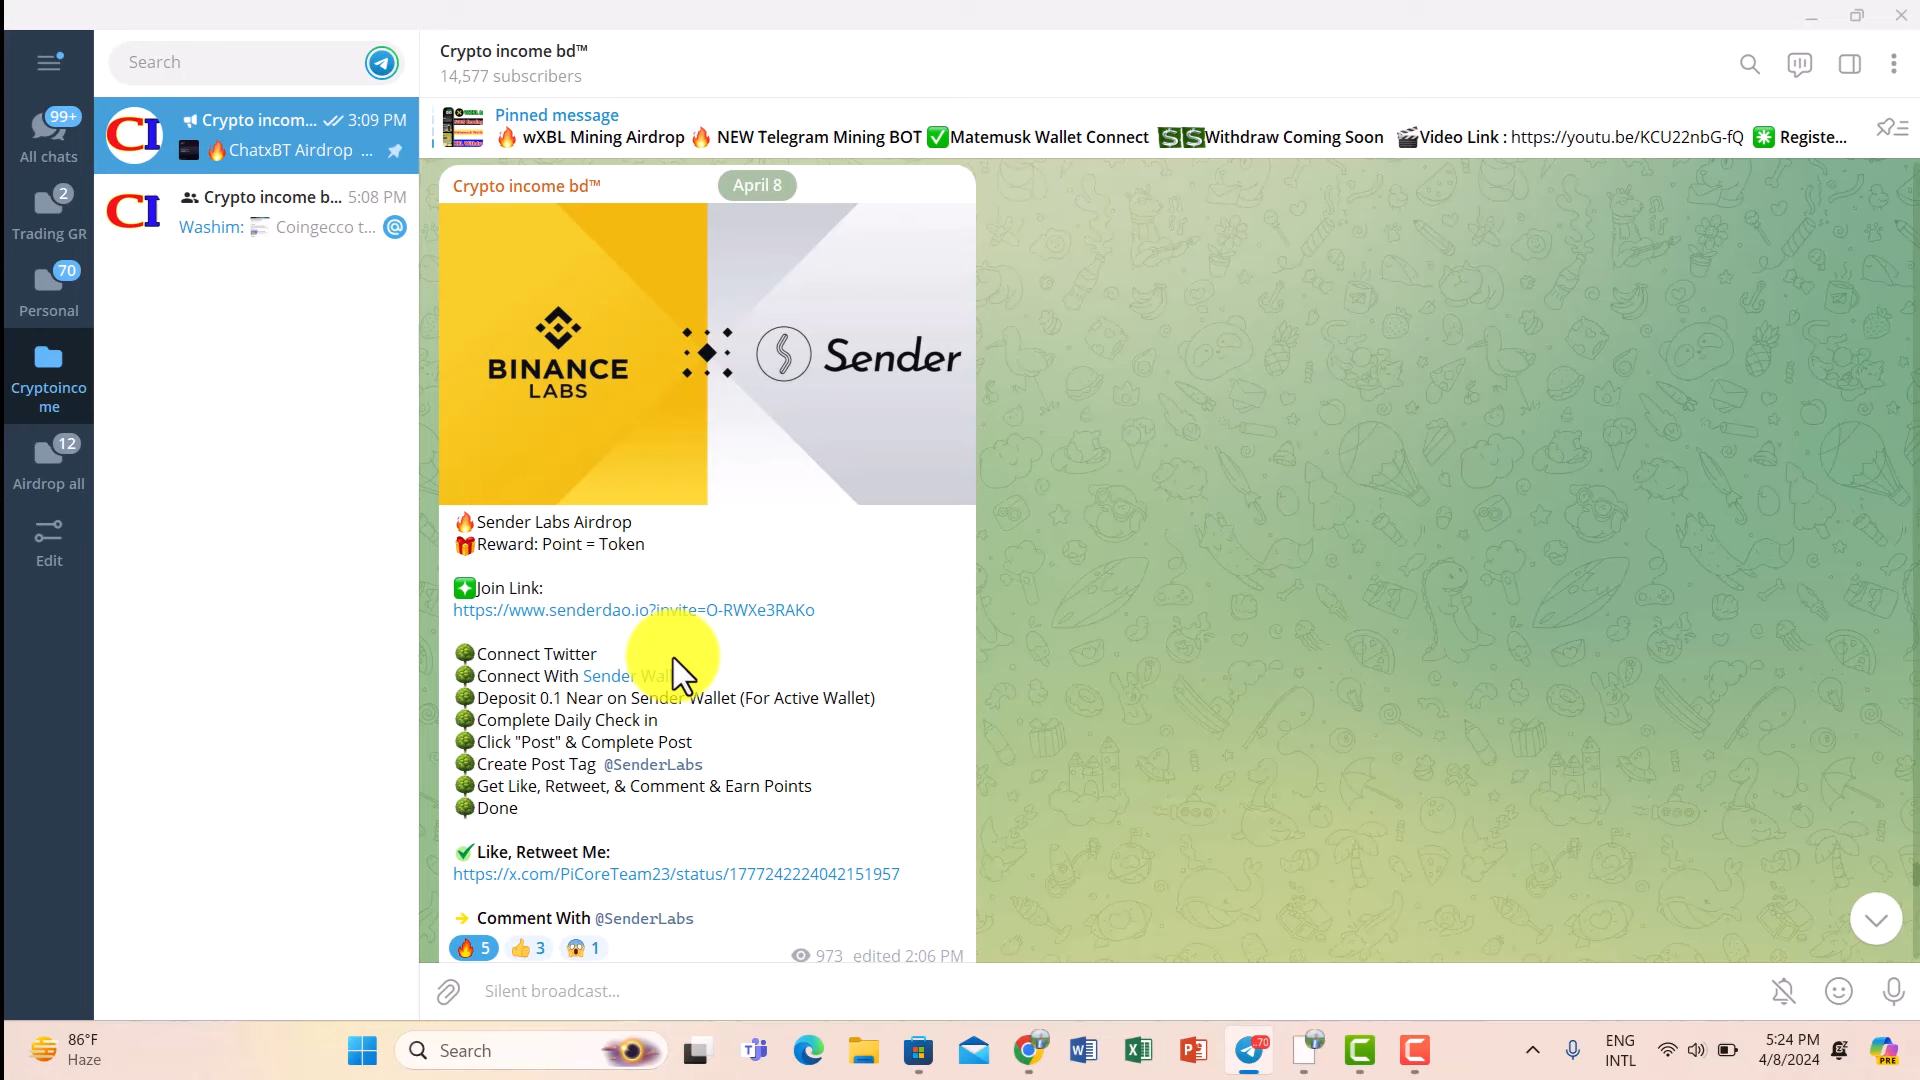 Search
Crypto income bd™
14,577 subscribers
99+
All chats
2
Trading GR
70
Personal
Cryptoinco
me
12
Airdrop all
Edit
CI
Crypto incom... 3:09 PM
🔥ChatxBT Airdrop ...
CI
Crypto income b... 5:08 PM
Washim: Coingecco t...
@
Pinned message
🔥 wXBL Mining Airdrop 🔥 NEW Telegram Mining BOT ✅Matemusk Wallet Connect 💲💲Withdraw Coming Soon 🎬Video Link : https://youtu.be/KCU22nbG-fQ ✳️ Registe...
Crypto income bd™
April 8
BINANCE
LABS
Sender
🔥Sender Labs Airdrop
🎁Reward: Point = Token
Join Link:
https://www.senderdao.io?invite=O-RWXe3RAKo
🌳Connect Twitter
🌳Connect With Sender Wall
🌳Deposit 0.1 Near on Sender Wallet (For Active Wallet)
🌳Complete Daily Check in
🌳Click "Post" & Complete Post
🌳Create Post Tag @SenderLabs
🌳Get Like, Retweet, & Comment & Earn Points
🌳Done
Like, Retweet Me:
https://x.com/PiCoreTeam23/status/1777242224042151957
Comment With @SenderLabs
🔥 5 👍 3 😱 1
973 edited 2:06 PM
Silent broadcast...
86°F
Haze
Search
70
PRE
ENG
INTL
5:24 PM
4/8/2024